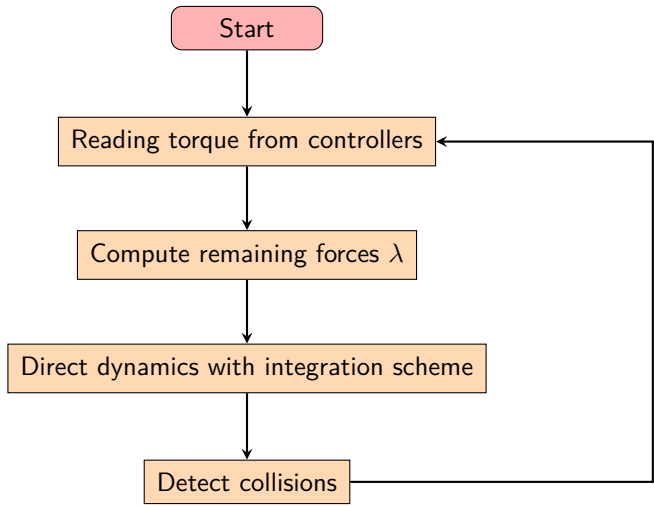 Start
Reading torque from controllers
Compute remaining forces λ
Direct dynamics with integration scheme
Detect collisions